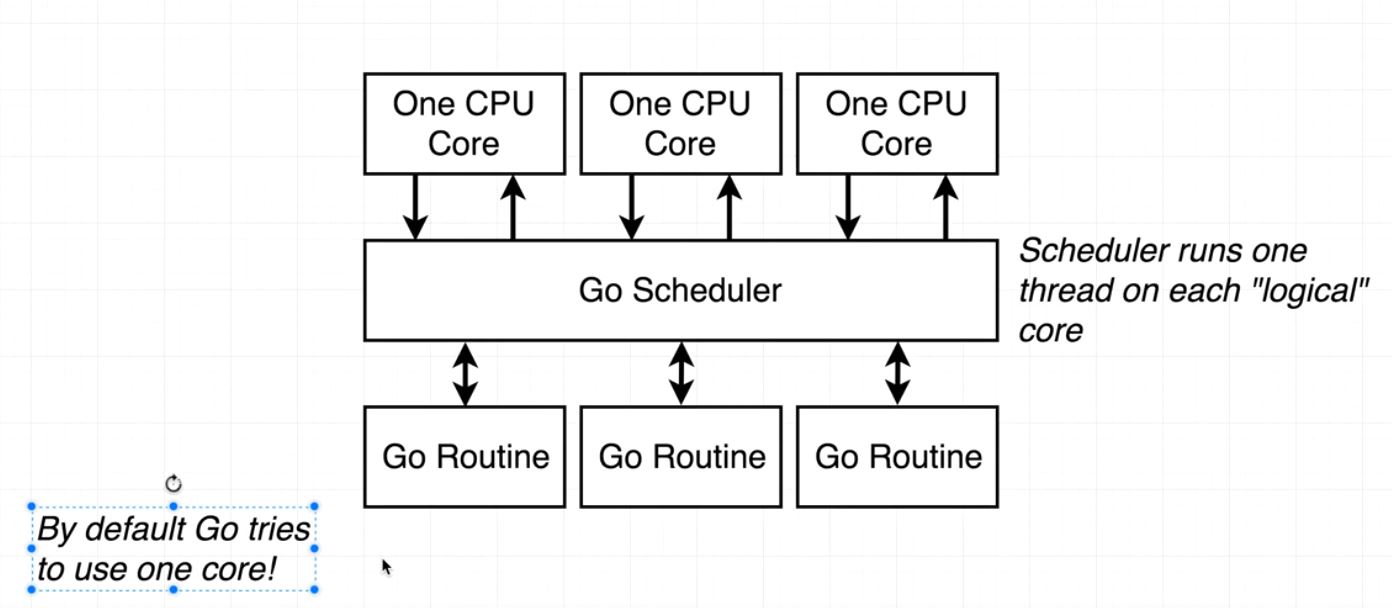 One CPU
Core
One CPU
Core
One CPU
Core
Go Scheduler
Scheduler runs one
thread on each "logical"
core
Go Routine
Go Routine
Go Routine
By default Go tries
to use one core!